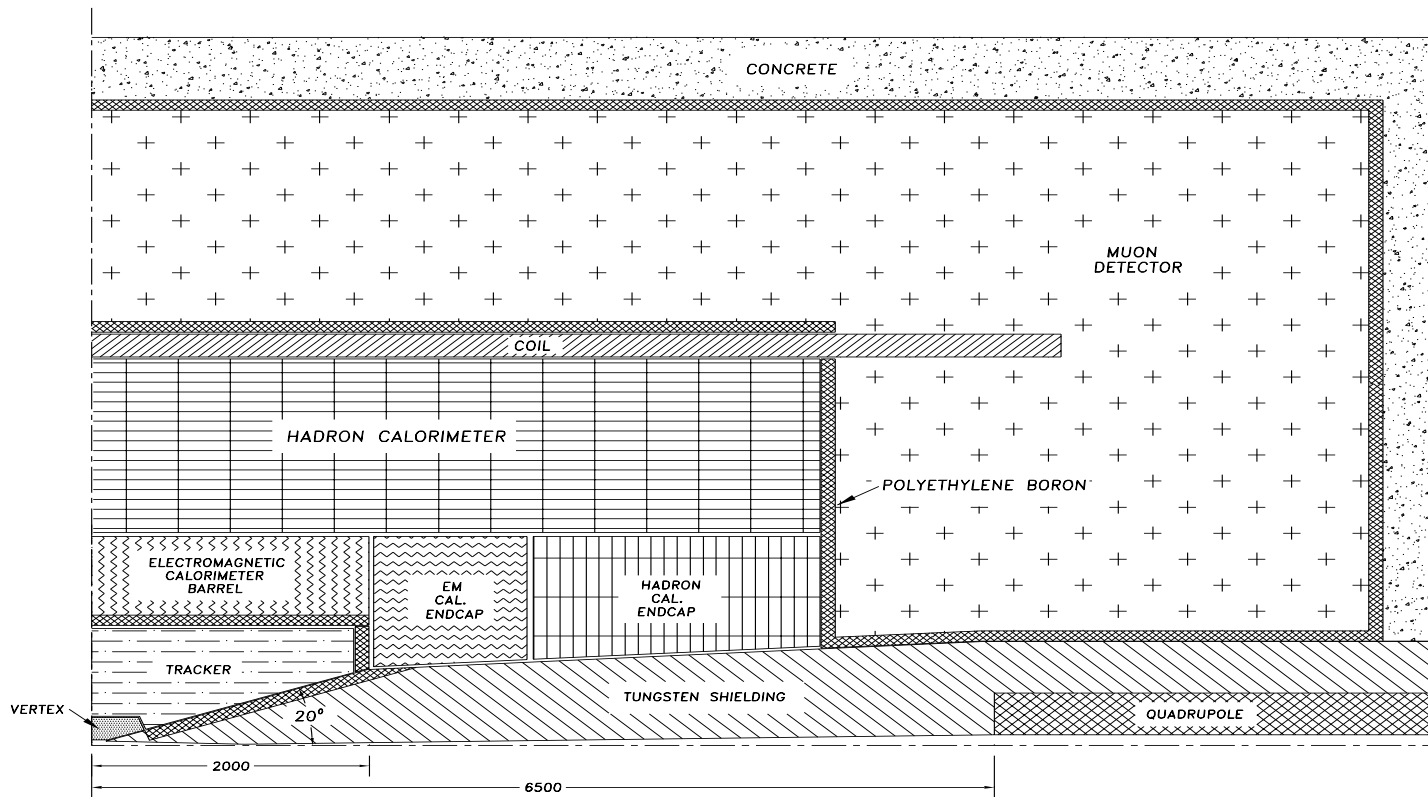 CONCRETE
MUON
DETECTOR
COIL
HADRON CALORIMETER
POLYETHYLENE BORON
ELECTROMAGNETIC
CALORIMETER
BARREL
EM
CAL.
ENDCAP
HADRON
CAL.
ENDCAP
TRACKER
TUNGSTEN SHIELDING
VERTEX
20°
QUADRUPOLE
2000
6500